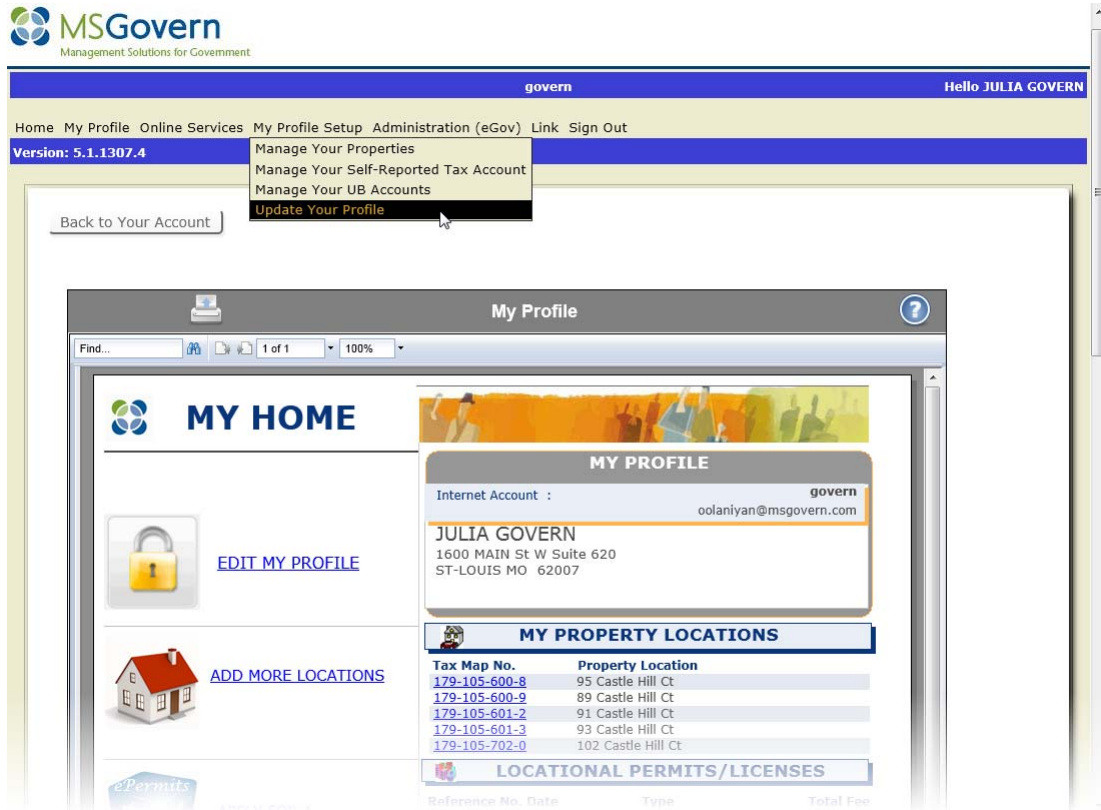 MSGovern
Management Solutions for Government
govern
Hello JULIA GOVERN
Home My Profile Online Services My Profile Setup Administration (eGov) Link Sign Out
Version: 5.1.1307.4
Manage Your Properties
Manage Your Self-Reported Tax Account
Manage Your UB Accounts
Update Your Profile
Back to Your Account
My Profile
?
Find...
1 of 1
100%
MY HOME
MY PROFILE
Internet Account :
govern
oolaniyan@msgovern.com
JULIA GOVERN
1600 MAIN St W Suite 620
ST-LOUIS MO 62007
EDIT MY PROFILE
ADD MORE LOCATIONS
MY PROPERTY LOCATIONS
Tax Map No. Property Location
179-105-600-8 95 Castle Hill Ct
179-105-600-9 89 Castle Hill Ct
179-105-601-2 91 Castle Hill Ct
179-105-601-3 93 Castle Hill Ct
179-105-702-0 102 Castle Hill Ct
LOCATIONAL PERMITS/LICENSES
ePermits
Reference No. Date Type Total Fee